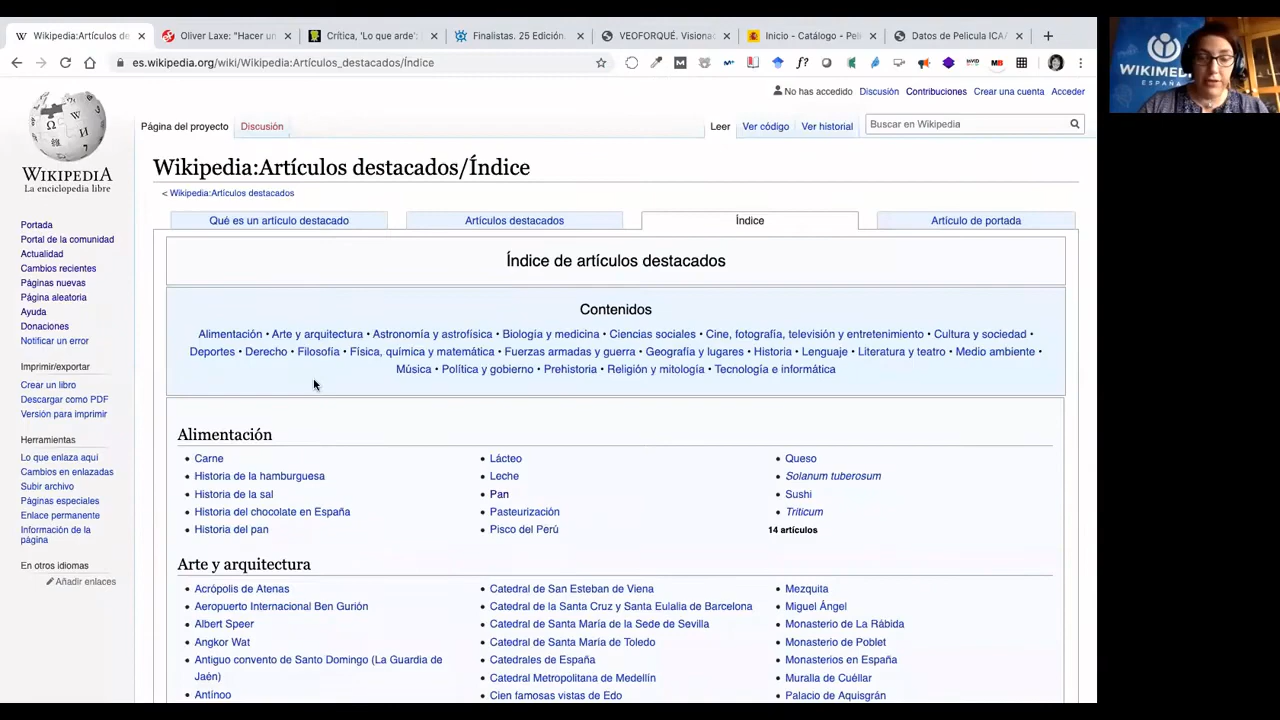 Wikipedia:Artículos de
Oliver Laxe: "Hacer un
Crítica, 'Lo que arde':
Finalistas. 25 Edición.
VEOFORQUÉ. Visiona
Inicio - Catálogo - Peli
Datos de Pelicula ICA/
es.wikipedia.org/wiki/Wikipedia:Artículos_destacados/Índice
No has accedido Discusión Contribuciones Crear una cuenta Acceder
Página del proyecto Discusión Leer Ver código Ver historial Buscar en Wikipedia
WIKIPEDIA
La enciclopedia libre
Portada
Portal de la comunidad
Actualidad
Cambios recientes
Páginas nuevas
Página aleatoria
Ayuda
Donaciones
Notificar un error
Imprimir/exportar
Crear un libro
Descargar como PDF
Versión para imprimir
Herramientas
Lo que enlaza aquí
Cambios en enlazadas
Subir archivo
Páginas especiales
Enlace permanente
Información de la
página
En otros idiomas
Añadir enlaces
Wikipedia:Artículos destacados/Índice
< Wikipedia:Artículos destacados
Qué es un artículo destacado Artículos destacados Índice Artículo de portada
Índice de artículos destacados
Contenidos
Alimentación • Arte y arquitectura • Astronomía y astrofísica • Biología y medicina • Ciencias sociales • Cine, fotografía, televisión y entretenimiento • Cultura y sociedad •
Deportes • Derecho • Filosofía • Física, química y matemática • Fuerzas armadas y guerra • Geografía y lugares • Historia • Lenguaje • Literatura y teatro • Medio ambiente •
Música • Política y gobierno • Prehistoria • Religión y mitología • Tecnología e informática
Alimentación
• Carne
• Historia de la hamburguesa
• Historia de la sal
• Historia del chocolate en España
• Historia del pan
• Lácteo
• Leche
• Pan
• Pasteurización
• Pisco del Perú
• Queso
• Solanum tuberosum
• Sushi
• Triticum
14 artículos
Arte y arquitectura
• Acrópolis de Atenas
• Aeropuerto Internacional Ben Gurión
• Albert Speer
• Angkor Wat
• Antiguo convento de Santo Domingo (La Guardia de
Jaén)
• Antínoo
• Catedral de San Esteban de Viena
• Catedral de la Santa Cruz y Santa Eulalia de Barcelona
• Catedral de Santa María de la Sede de Sevilla
• Catedral de Santa María de Toledo
• Catedrales de España
• Catedral Metropolitana de Medellín
• Cien famosas vistas de Edo
• Mezquita
• Miguel Ángel
• Monasterio de La Rábida
• Monasterio de Poblet
• Monasterios en España
• Muralla de Cuéllar
• Palacio de Aquisgrán
WIKIMEDI
ESPAÑA